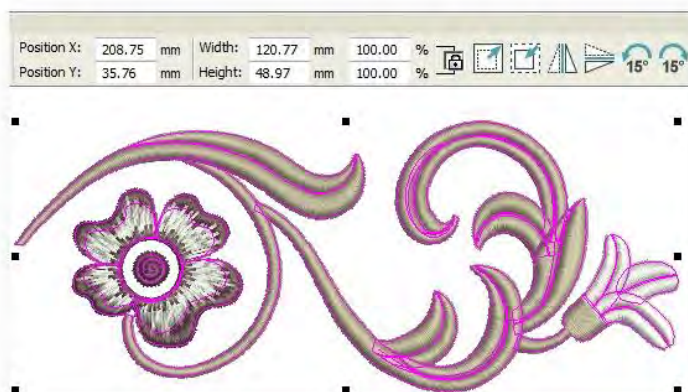 Position X: 208.75 mm Width: 120.77 mm 100.00 %
Position Y: 35.76 mm Height: 48.97 mm 100.00 %
15° 15°